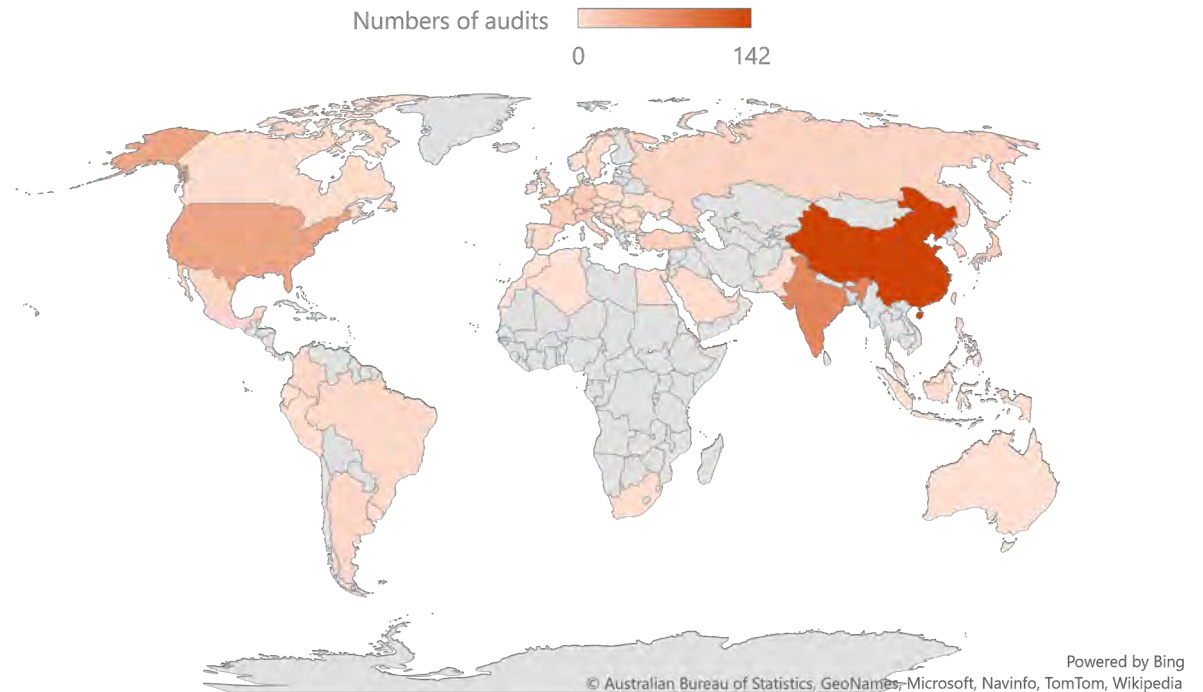 Numbers of audits
0 142
Powered by Bing
© Australian Bureau of Statistics, GeoNames, Microsoft, Navinfo, TomTom, Wikipedia